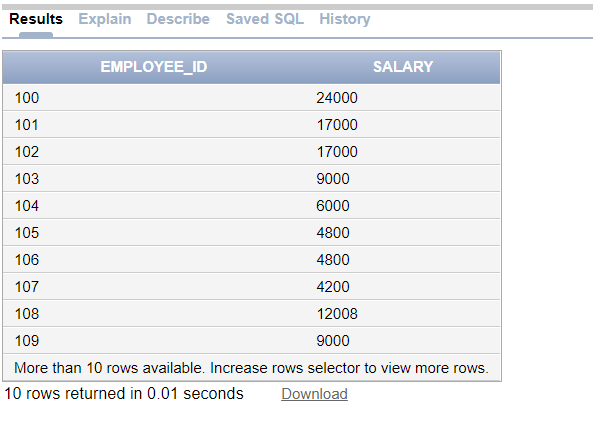 Results Explain Describe Saved SQL History
EMPLOYEE_ID SALARY
100 24000
101 17000
102 17000
103 9000
104 6000
105 4800
106 4800
107 4200
108 12008
109 9000
More than 10 rows available. Increase rows selector to view more rows.
10 rows returned in 0.01 seconds Download